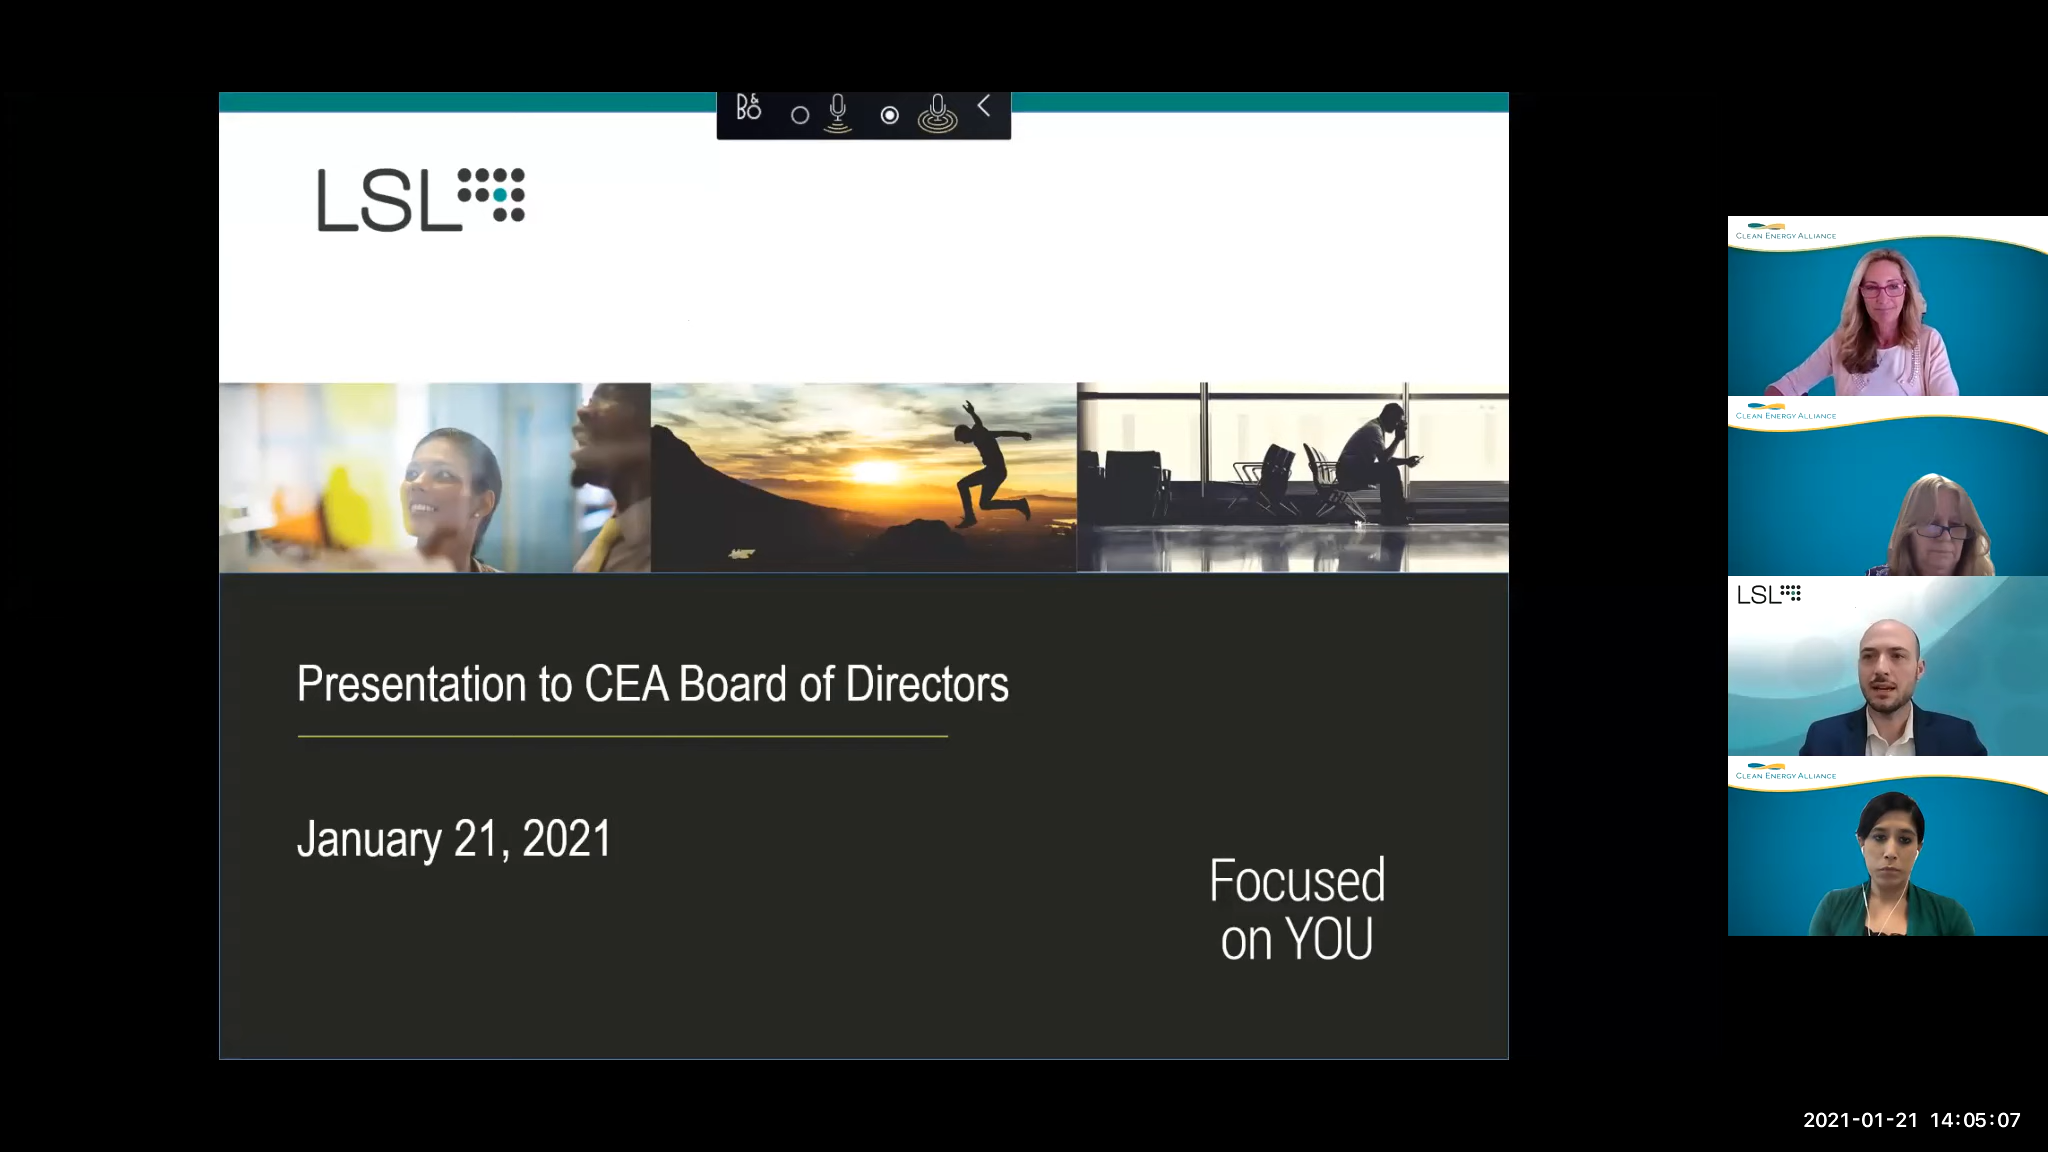 B&O
LSL
Presentation to CEA Board of Directors
January 21, 2021
Focused
on YOU
CLEAN ENERGY ALLIANCE
CLEAN ENERGY ALLIANCE
LSL
CLEAN ENERGY ALLIANCE
2021-01-21 14:05:07